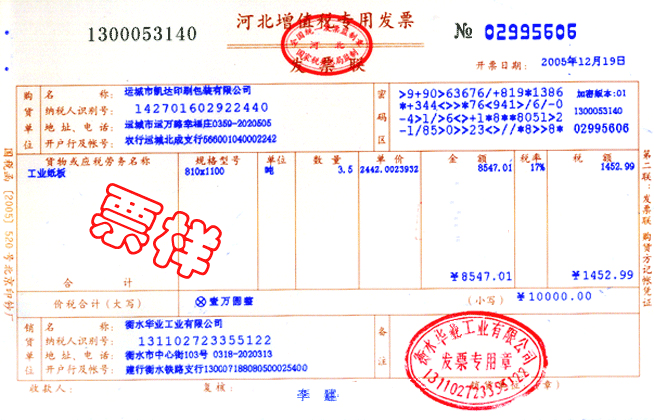 1300053140
河北增值税专用发票
全国统一发票监制章
河北
国家税务局监制
发票联
№ 02995606
开票日期: 2005年12月19日
购货单位
名称: 运城市凯达印刷包装有限公司
纳税人识别号: 142701602922440
地址、电话: 运城市运万路幸福庄0359-2020505
开户行及帐号: 农行运城北成支行566001040002242
密码区
>9+90>63676/+819*1386
*+344<>>*76<941>/6/-0
-4>1/>6<>+1*8**8051>2
-1/85>0>>23<>//*8>>8*
加密版本:01
1300053140
02995606
货物或应税劳务名称 规格型号 单位 数量 单价 金额 税率 税额
工业纸板 810x1100 吨 3.5 2442.0023932 8547.01 17% 1452.99
票样
合计 ￥8547.01 ￥1452.99
价税合计(大写) ⊗壹万圆整 (小写) ￥10000.00
销货单位
名称: 衡水华业工业有限公司
纳税人识别号: 131102723355122
地址、电话: 衡水市中心街103号 0318-2020313
开户行及帐号: 建行衡水铁路支行13000718808050002540​0
备注
衡水华业工业有限公司
发票专用章
131102723355122
收款人: 复核: 李
章)
国税函[2005]520号北京印钞厂
第二联:发票联 购货方记帐凭证